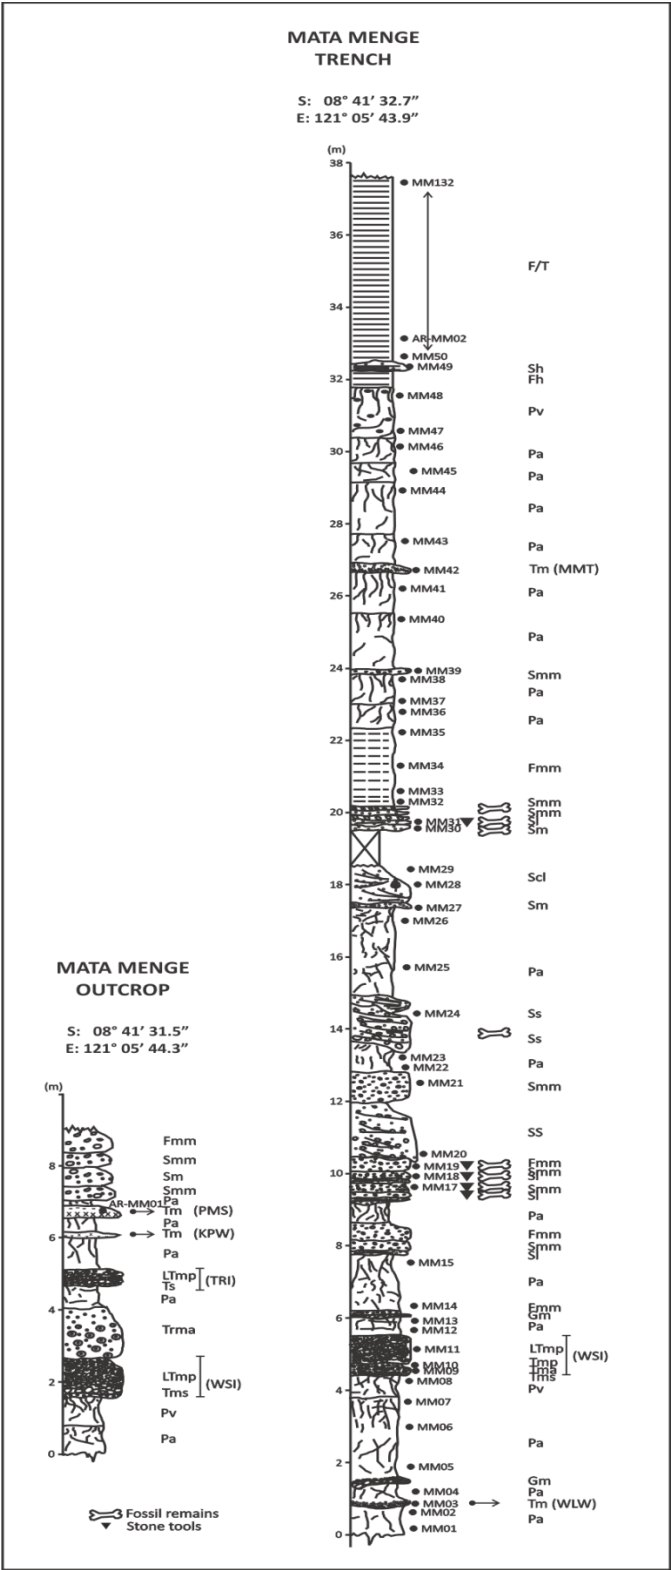 MATA MENGE
TRENCH
S: 08° 41' 32.7"
E: 121° 05' 43.9"
(m)
38
MM132
36
F/T
34
AR-MM02
MM50
MM49
Sh
32
Fh
MM48
Pv
MM47
30
MM46
Pa
MM45
Pa
MM44
Pa
28
MM43
Pa
MM42
Tm (MMT)
26
MM41
Pa
MM40
Pa
24
MM39
Smm
MM38
Pa
MM37
MM36
Pa
22
MM35
MM34
Fmm
MM33
MM32
Smm
20
Smm
MM31
Sl
MM30
Sm
MM29
Scl
18
MM28
MM27
Sm
MM26
MM25
Pa
16
MM24
Ss
14
Ss
MM23
Pa
MM22
MM21
Smm
12
SS
MM20
Fmm
MM19
Smm
10
MM18
Sl
MM17
Smm
Sl
Pa
Fmm
8
Smm
Sl
MM15
Pa
MM14
Fmm
6
Gm
MM13
Pa
MM12
MM11
LTmp
(WSI)
MM10
Tmp
MM09
Tma
Tms
MM08
4
Pv
MM07
MM06
Pa
2
MM05
Gm
MM04
Pa
MM03
Tm (WLW)
MM02
Pa
0
MM01
MATA MENGE
OUTCROP
S: 08° 41' 31.5"
E: 121° 05' 44.3"
(m)
Fmm
8
Smm
Sm
Smm
Pa
AR-MM01
Tm (PMS)
Pa
6
Tm (KPW)
Pa
LTmp
(TRI)
Ts
Pa
4
Trma
2
LTmp
(WSI)
Tms
Pv
Pa
0
Fossil remains
Stone tools